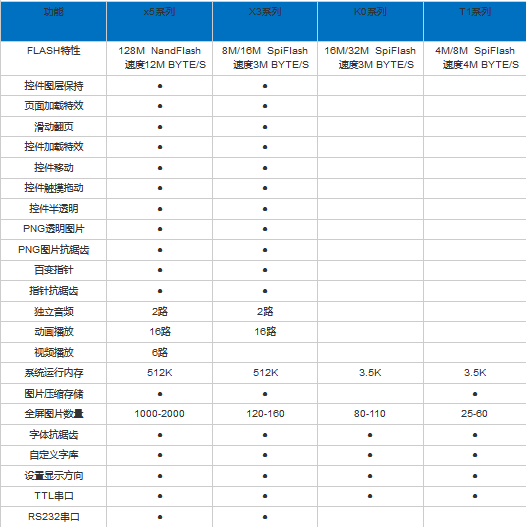 功能 x5系列 X3系列 K0系列 T1系列
FLASH特性 128M NandFlash 8M/16M SpiFlash 16M/32M SpiFlash 4M/8M SpiFlash
速度12M BYTE/S 速度3M BYTE/S 速度3M BYTE/S 速度4M BYTE/S
控件图层保持 ● ●
页面加载特效 ● ●
滑动翻页 ● ●
控件加载特效 ● ●
控件移动 ● ●
控件触摸拖动 ● ●
控件半透明 ● ●
PNG透明图片 ● ●
PNG图片抗锯齿 ● ●
百变指针 ● ●
指针抗锯齿 ● ●
独立音频 2路 2路
动画播放 16路 16路
视频播放 6路
系统运行内存 512K 512K 3.5K 3.5K
图片压缩存储 ● ● ●
全屏图片数量 1000-2000 120-160 80-110 25-60
字体抗锯齿 ● ● ● ●
自定义字库 ● ● ● ●
设置显示方向 ● ● ● ●
TTL串口 ● ● ● ●
RS232串口 ● ●